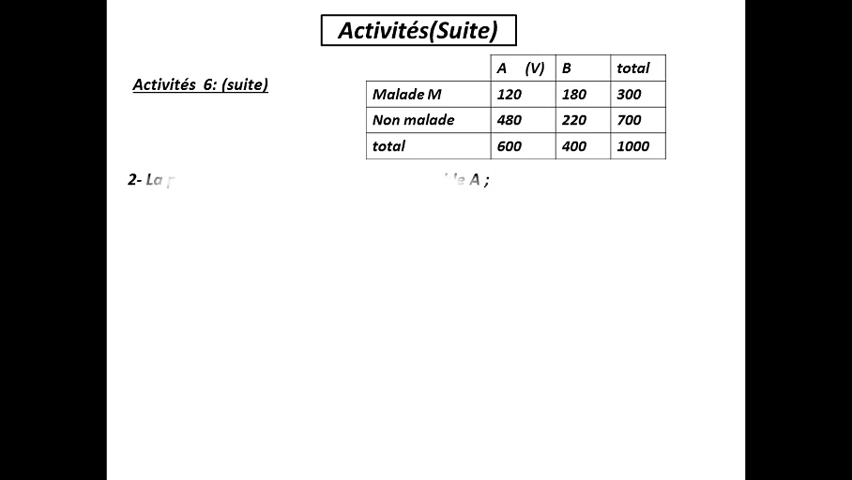 Activités(Suite)
Activités 6: (suite)
A (V) B total
Malade M 120 180 300
Non malade 480 220 700
total 600 400 1000
2- La A ;